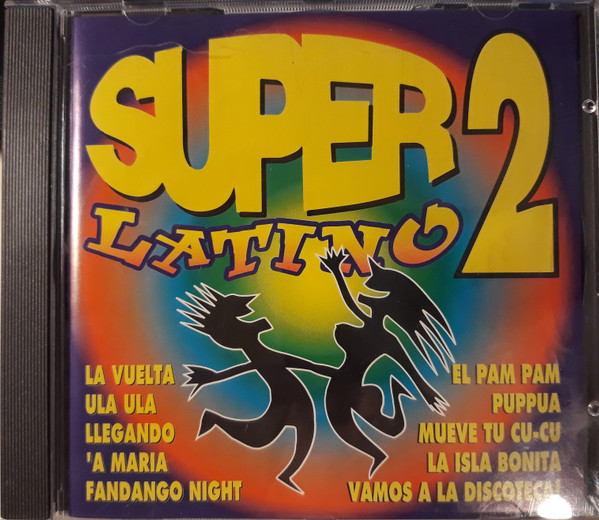 SUPER 2
LATINO
LA VUELTA
ULA ULA
LLEGANDO
'A MARIA
FANDANGO NIGHT
EL PAM PAM
PUPPUA
MUEVE TU CU-CU
LA ISLA BOÑITA
VAMOS A LA DISCOTECA!